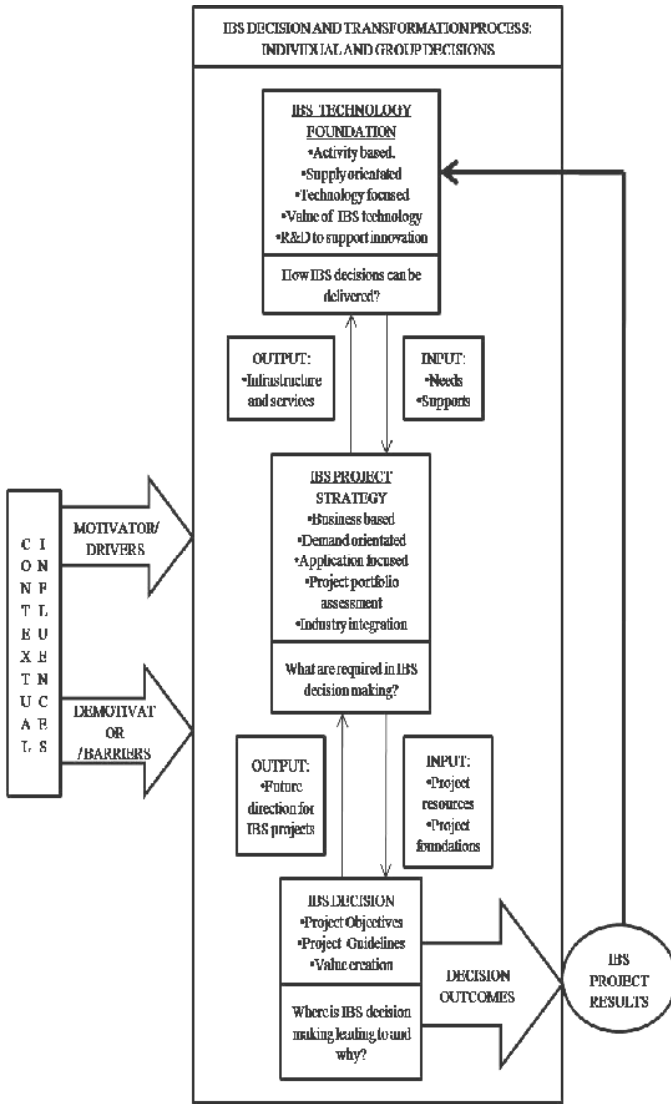 IBS DECISION AND TRANSFORMATION PROCESS:
INDIVIDUAL AND GROUP DECISIONS
IBS TECHNOLOGY
FOUNDATION
•Activity based.
•Supply orientated
•Technology focused
•Value of IBS technology
•R&D to support innovation
How IBS decisions can be
delivered?
OUTPUT:
•Infrastructure
and services
INPUT:
•Needs
•Supports
IBS PROJECT
STRATEGY
•Business based
•Demand orientated
•Application focused
•Project portfolio
assessment
•Industry integration
What are required in IBS
decision making?
CONTEXTUAL
INFLUENCES
MOTIVATOR/
DRIVERS
DEMOTIVAT
OR
/BARRIERS
OUTPUT:
•Future
direction for
IBS projects
INPUT:
•Project
resources
•Project
foundations
IBS DECISION
•Project Objectives
•Project Guidelines
•Value creation
Where is IBS decision
making leading to and
why?
DECISION
OUTCOMES
IBS
PROJECT
RESULTS